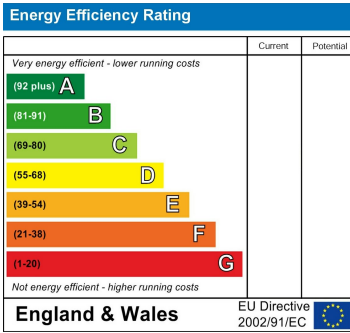 Energy Efficiency Rating
Current Potential
Very energy efficient - lower running costs
(92 plus) A
(81-91) B
(69-80) C
(55-68) D
(39-54) E
(21-38) F
(1-20) G
Not energy efficient - higher running costs
England & Wales
EU Directive
2002/91/EC